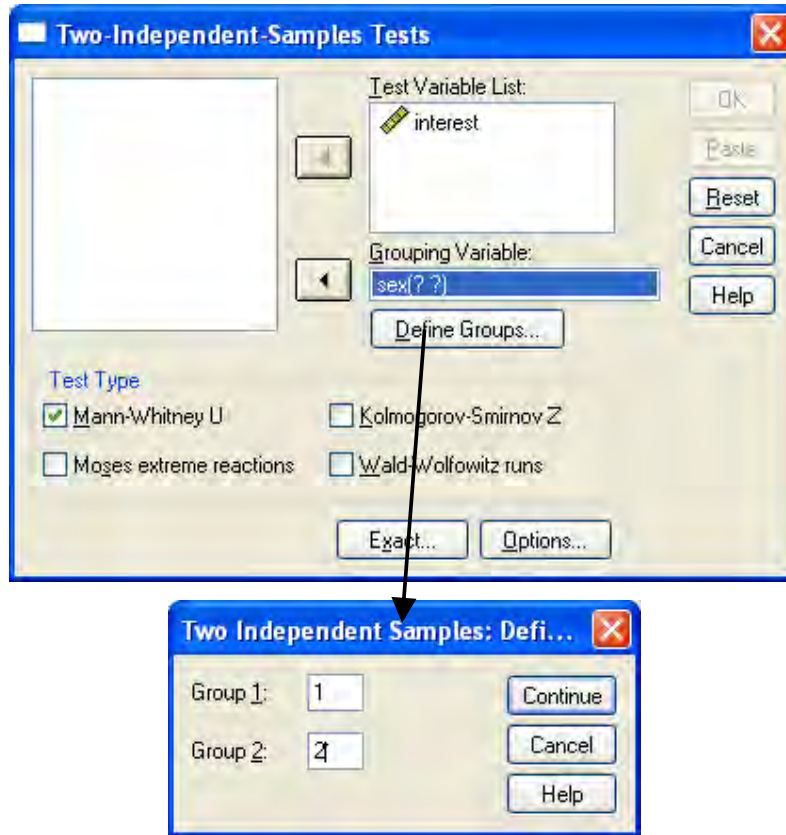 Two-Independent-Samples Tests
Test Variable List:
interest
OK
Paste
Reset
Cancel
Help
Grouping Variable:
sex(? ?)
Define Groups...
Test Type
Mann-Whitney U
Kolmogorov-Smirnov Z
Moses extreme reactions
Wald-Wolfowitz runs
Exact...
Options...
Two Independent Samples: Defi...
Group 1: 1
Group 2: 2
Continue
Cancel
Help